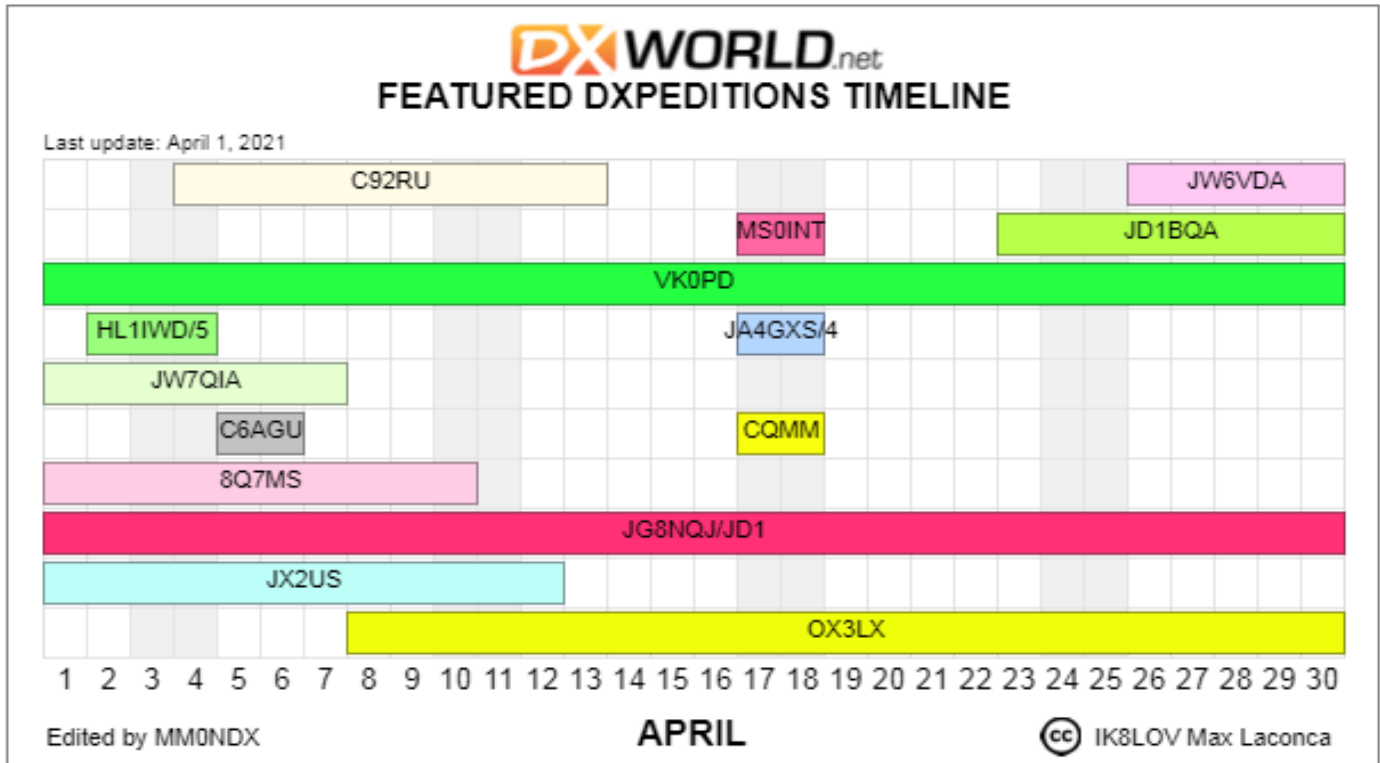 DX WORLD.net
FEATURED DXPEDITIONS TIMELINE
Last update: April 1, 2021
C92RU JW6VDA
MS0INT JD1BQA
VK0PD
HL1IWD/5 JA4GXS/4
JW7QIA
C6AGU CQMM
8Q7MS
JG8NQJ/JD1
JX2US
OX3LX
1 2 3 4 5 6 7 8 9 10 11 12 13 14 15 16 17 18 19 20 21 22 23 24 25 26 27 28 29 30
Edited by MM0NDX APRIL cc IK8LOV Max Laconca